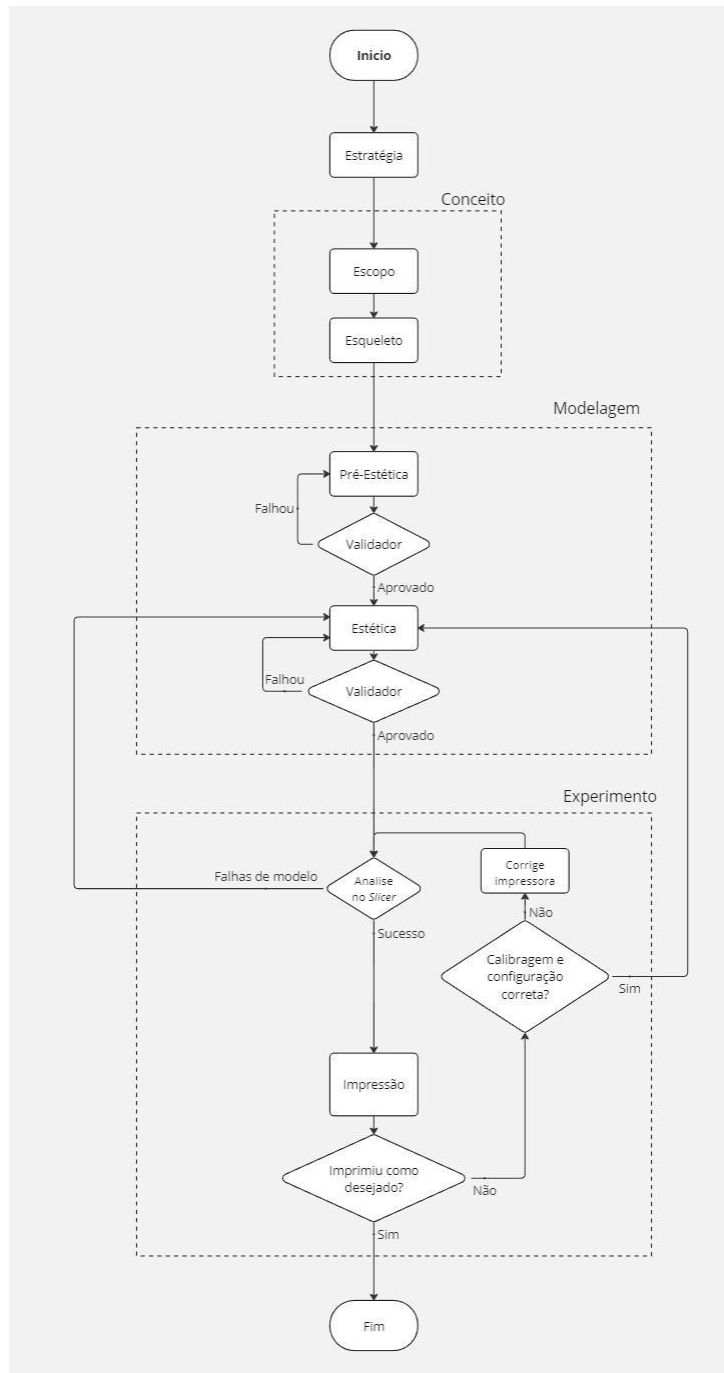 Inicio
Estratégia
Conceito
Escopo
Esqueleto
Modelagem
Pré-Estética
Falhou
Validador
Aprovado
Estética
Falhou
Validador
Aprovado
Experimento
Corrige
impressora
Falhas de modelo
Analise
no Slicer
Não
Sucesso
Calibragem e
configuração
correta?
Sim
Impressão
Imprimiu como
desejado?
Não
Sim
Fim